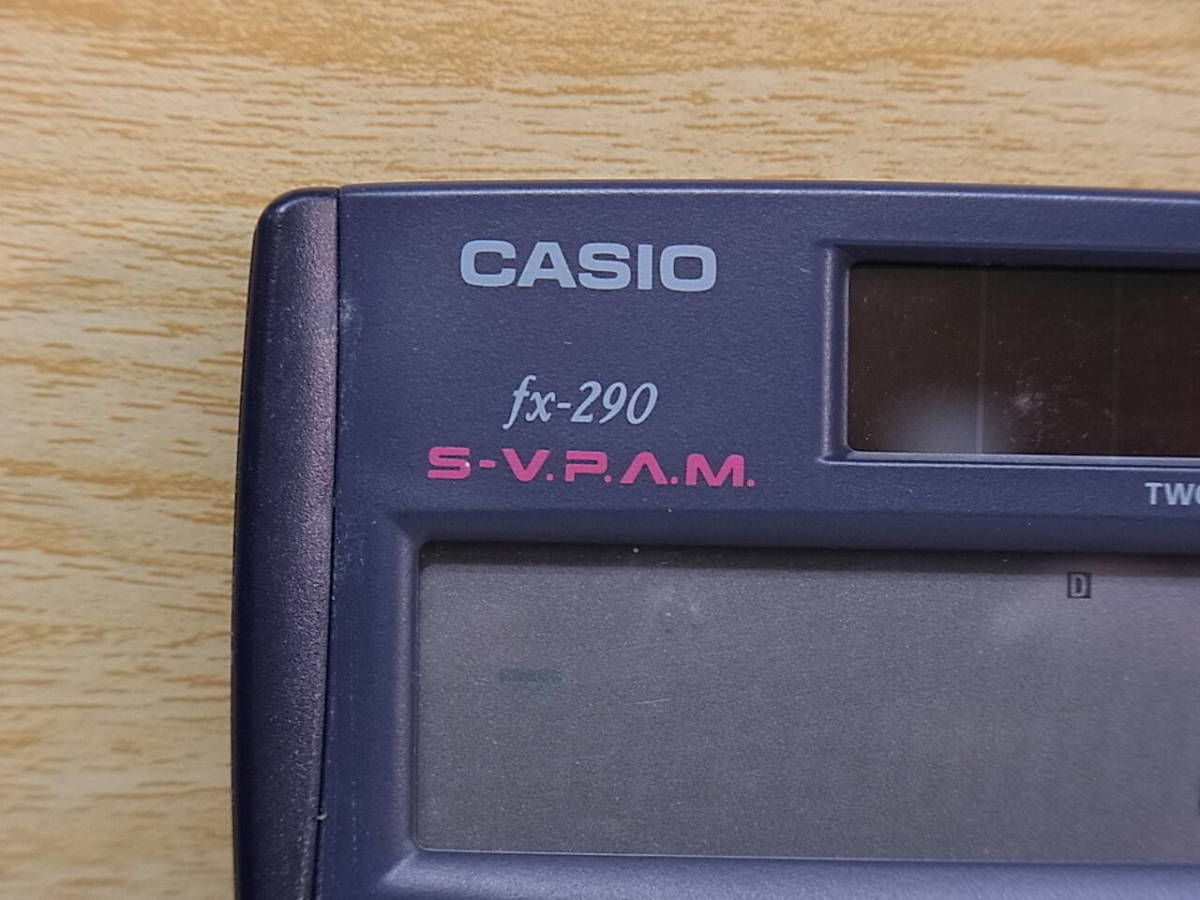 CASIO
fx-290
S-V.P.A.M.
D